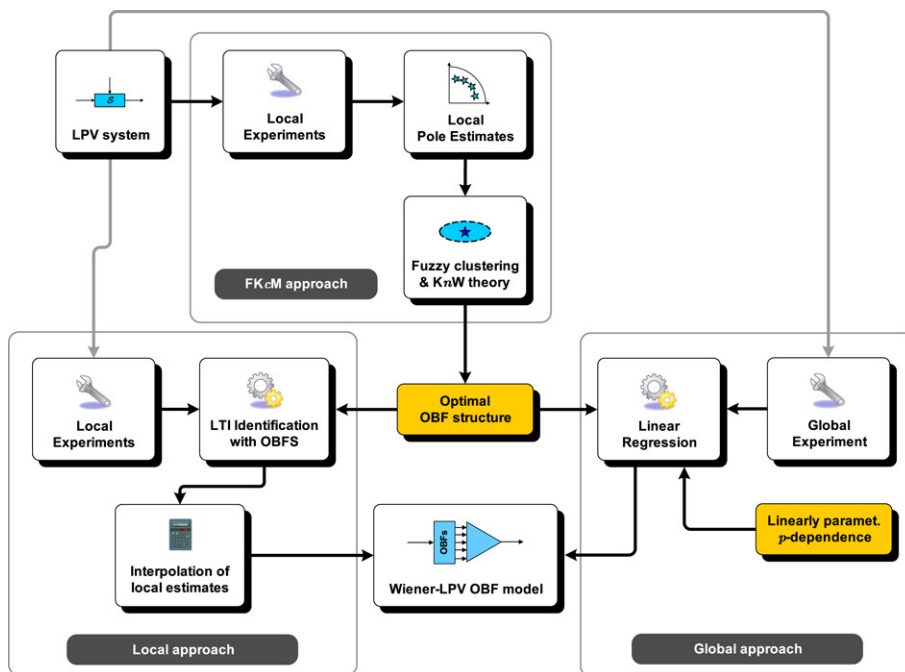 S
LPV system
Local
Experiments
Local
Pole Estimates
Fuzzy clustering
& KnW theory
FKcM approach
Local
Experiments
LTI Identification
with OBFS
Optimal
OBF structure
Linear
Regression
Global
Experiment
Interpolation of
local estimates
OBFs
Wiener-LPV OBF model
Linearly paramet.
p-dependence
Local approach
Global approach